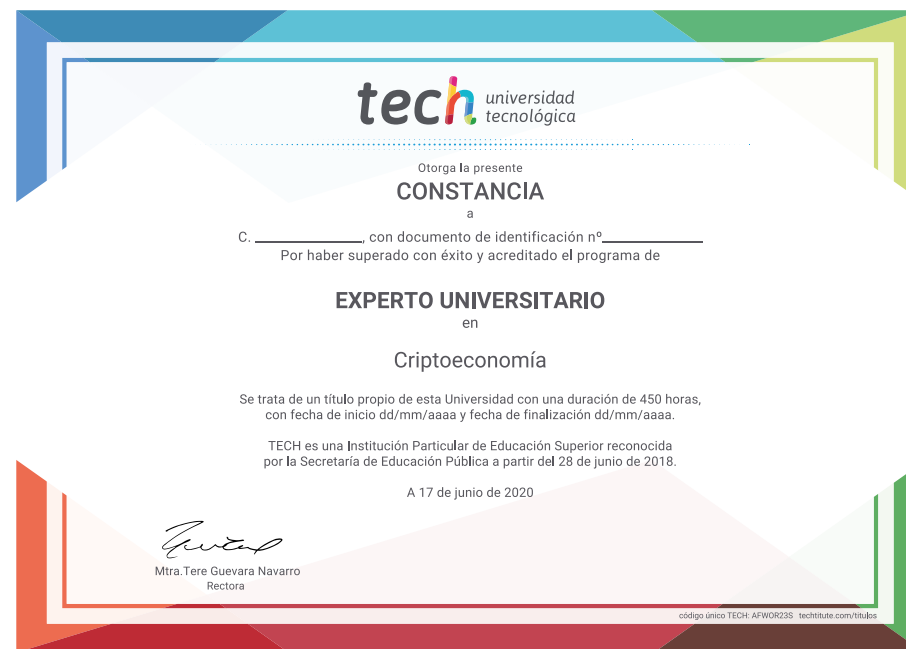 tech universidad
tecnológica
Otorga la presente
CONSTANCIA
a
C. ____________, con documento de identificación nº____________
Por haber superado con éxito y acreditado el programa de
EXPERTO UNIVERSITARIO
en
Criptoeconomía
Se trata de un título propio de esta Universidad con una duración de 450 horas,
con fecha de inicio dd/mm/aaaa y fecha de finalización dd/mm/aaaa.
TECH es una Institución Particular de Educación Superior reconocida
por la Secretaría de Educación Pública a partir del 28 de junio de 2018.
A 17 de junio de 2020
Mtra.Tere Guevara Navarro
Rectora
código único TECH: AFWOR23S techtitute.com/titulos